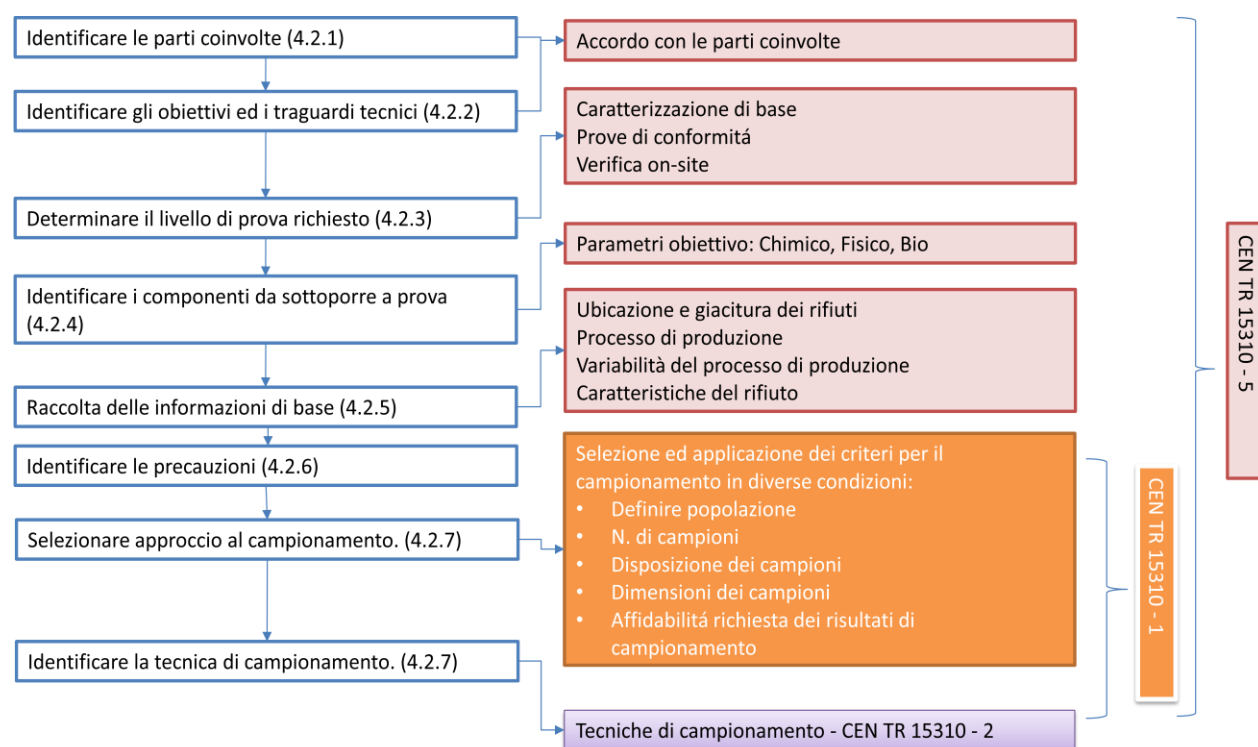 Identificare le parti coinvolte (4.2.1)
Accordo con le parti coinvolte
Identificare gli obiettivi ed i traguardi tecnici (4.2.2)
Caratterizzazione di base
Prove di conformitá
Verifica on-site
Determinare il livello di prova richiesto (4.2.3)
Parametri obiettivo: Chimico, Fisico, Bio
Identificare i componenti da sottoporre a prova
(4.2.4)
Ubicazione e giacitura dei rifiuti
Processo di produzione
Variabilità del processo di produzione
Caratteristiche del rifiuto
Raccolta delle informazioni di base (4.2.5)
Identificare le precauzioni (4.2.6)
Selezione ed applicazione dei criteri per il
campionamento in diverse condizioni:
• Definire popolazione
• N. di campioni
• Disposizione dei campioni
• Dimensioni dei campioni
• Affidabilitá richiesta dei risultati di
campionamento
Selezionare approccio al campionamento. (4.2.7)
Identificare la tecnica di campionamento. (4.2.7)
Tecniche di campionamento - CEN TR 15310 - 2
CEN TR 15310 - 1
CEN TR 15310 - 5